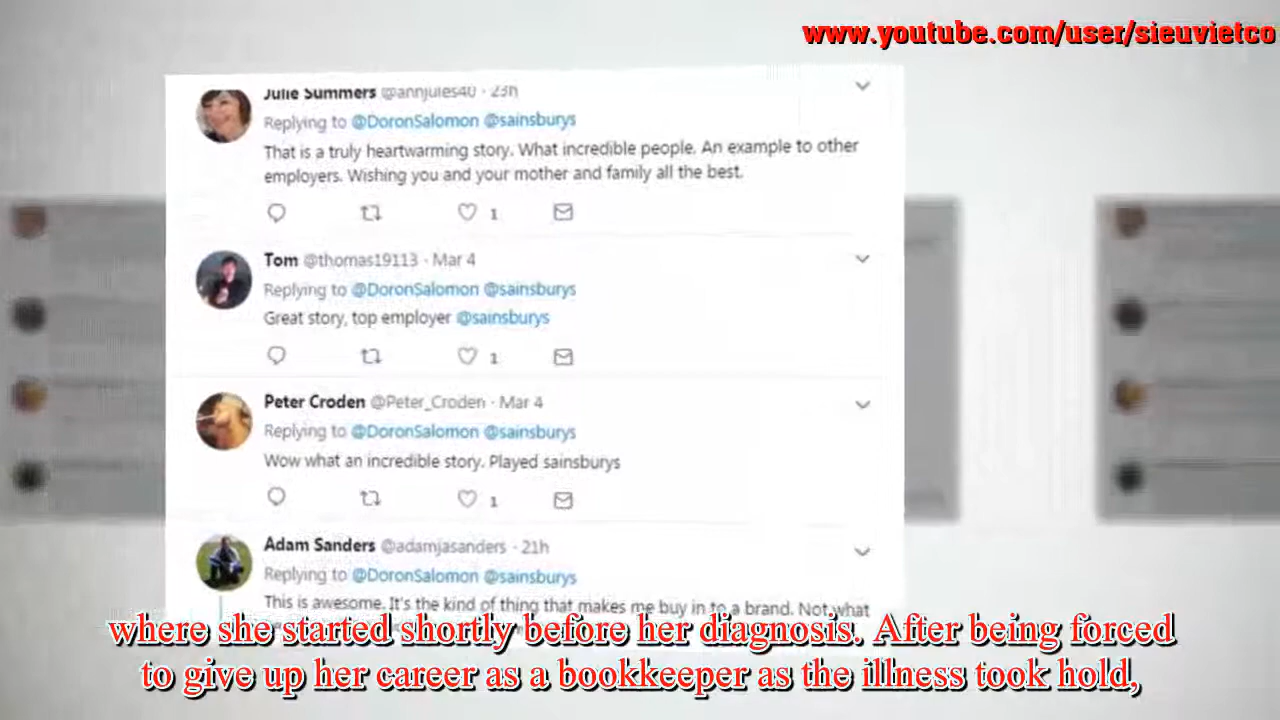 www.youtube.com/user/sieuvietco
Julie Summers @annjules40 · 23h
Replying to @DoronSalomon @sainsburys
That is a truly heartwarming story. What incredible people. An example to other
employers. Wishing you and your mother and family all the best.
1
Tom @thomas19113 · Mar 4
Replying to @DoronSalomon @sainsburys
Great story, top employer @sainsburys
1
Peter Croden @Peter_Croden · Mar 4
Replying to @DoronSalomon @sainsburys
Wow what an incredible story. Played sainsburys
1
Adam Sanders @adamjasanders · 21h
Replying to @DoronSalomon @sainsburys
This is awesome. It's the kind of thing that makes me buy in to a brand. Not what
where she started shortly before her diagnosis. After being forced
to give up her career as a bookkeeper as the illness took hold,